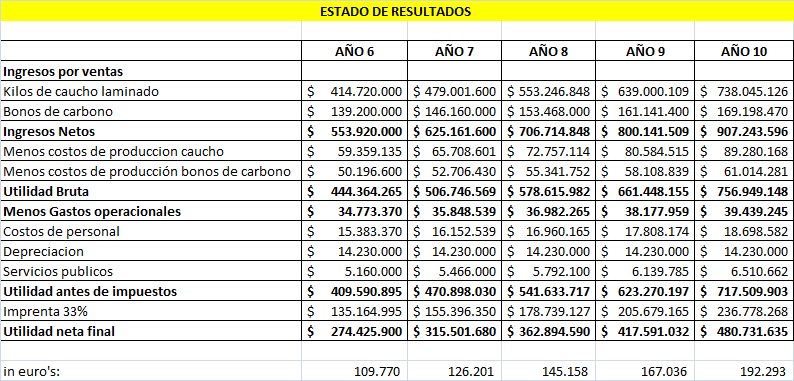 ESTADO DE RESULTADOS
AÑO 6 AÑO 7 AÑO 8 AÑO 9 AÑO 10
Ingresos por ventas
Kilos de caucho laminado $ 414.720.000 $ 479.001.600 $ 553.246.848 $ 639.000.109 $ 738.045.126
Bonos de carbono $ 139.200.000 $ 146.160.000 $ 153.468.000 $ 161.141.400 $ 169.198.470
Ingresos Netos $ 553.920.000 $ 625.161.600 $ 706.714.848 $ 800.141.509 $ 907.243.596
Menos costos de produccion caucho $ 59.359.135 $ 65.708.601 $ 72.757.114 $ 80.584.515 $ 89.280.168
Menos costos de producción bonos de carbono $ 50.196.600 $ 52.706.430 $ 55.341.752 $ 58.108.839 $ 61.014.281
Utilidad Bruta $ 444.364.265 $ 506.746.569 $ 578.615.982 $ 661.448.155 $ 756.949.148
Menos Gastos operacionales $ 34.773.370 $ 35.848.539 $ 36.982.265 $ 38.177.959 $ 39.439.245
Costos de personal $ 15.383.370 $ 16.152.539 $ 16.960.165 $ 17.808.174 $ 18.698.582
Depreciacion $ 14.230.000 $ 14.230.000 $ 14.230.000 $ 14.230.000 $ 14.230.000
Servicios publicos $ 5.160.000 $ 5.466.000 $ 5.792.100 $ 6.139.785 $ 6.510.662
Utilidad antes de impuestos $ 409.590.895 $ 470.898.030 $ 541.633.717 $ 623.270.197 $ 717.509.903
Imprenta 33% $ 135.164.995 $ 155.396.350 $ 178.739.127 $ 205.679.165 $ 236.778.268
Utilidad neta final $ 274.425.900 $ 315.501.680 $ 362.894.590 $ 417.591.032 $ 480.731.635
in euro's: 109.770 126.201 145.158 167.036 192.293